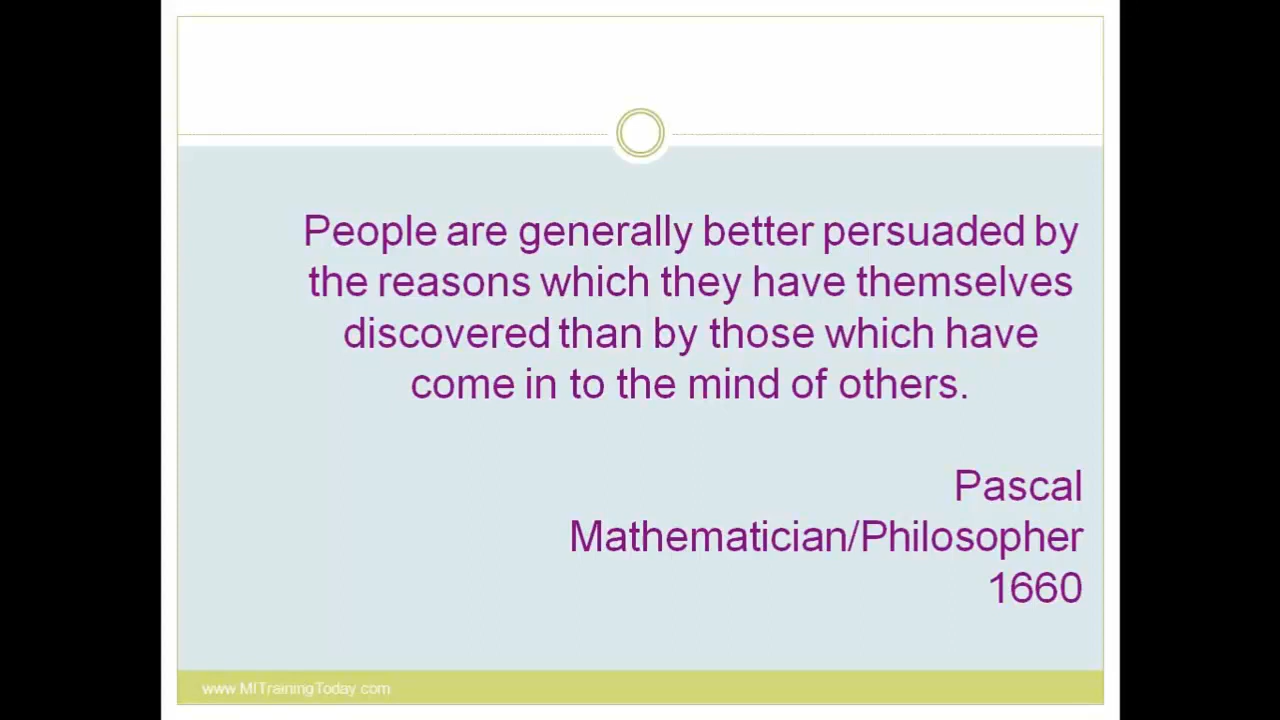 People are generally better persuaded by
the reasons which they have themselves
discovered than by those which have
come in to the mind of others.
Pascal
Mathematician/Philosopher
1660
www.MITrainingToday.com